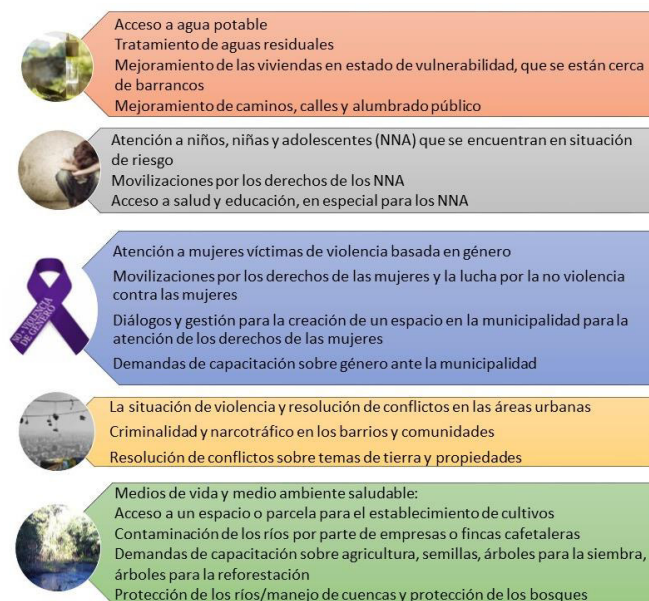 Acceso a agua potable
Tratamiento de aguas residuales
Mejoramiento de las viviendas en estado de vulnerabilidad, que se están cerca
de barrancos
Mejoramiento de caminos, calles y alumbrado público
Atención a niños, niñas y adolescentes (NNA) que se encuentran en situación
de riesgo
Movilizaciones por los derechos de los NNA
Acceso a salud y educación, en especial para los NNA
NO + VIOLENCIA
DE GÉNERO
Atención a mujeres víctimas de violencia basada en género
Movilizaciones por los derechos de las mujeres y la lucha por la no violencia
contra las mujeres
Diálogos y gestión para la creación de un espacio en la municipalidad para la
atención de los derechos de las mujeres
Demandas de capacitación sobre género ante la municipalidad
La situación de violencia y resolución de conflictos en las áreas urbanas
Criminalidad y narcotráfico en los barrios y comunidades
Resolución de conflictos sobre temas de tierra y propiedades
Medios de vida y medio ambiente saludable:
Acceso a un espacio o parcela para el establecimiento de cultivos
Contaminación de los ríos por parte de empresas o fincas cafetaleras
Demandas de capacitación sobre agricultura, semillas, árboles para la siembra,
árboles para la reforestación
Protección de los ríos/manejo de cuencas y protección de los bosques